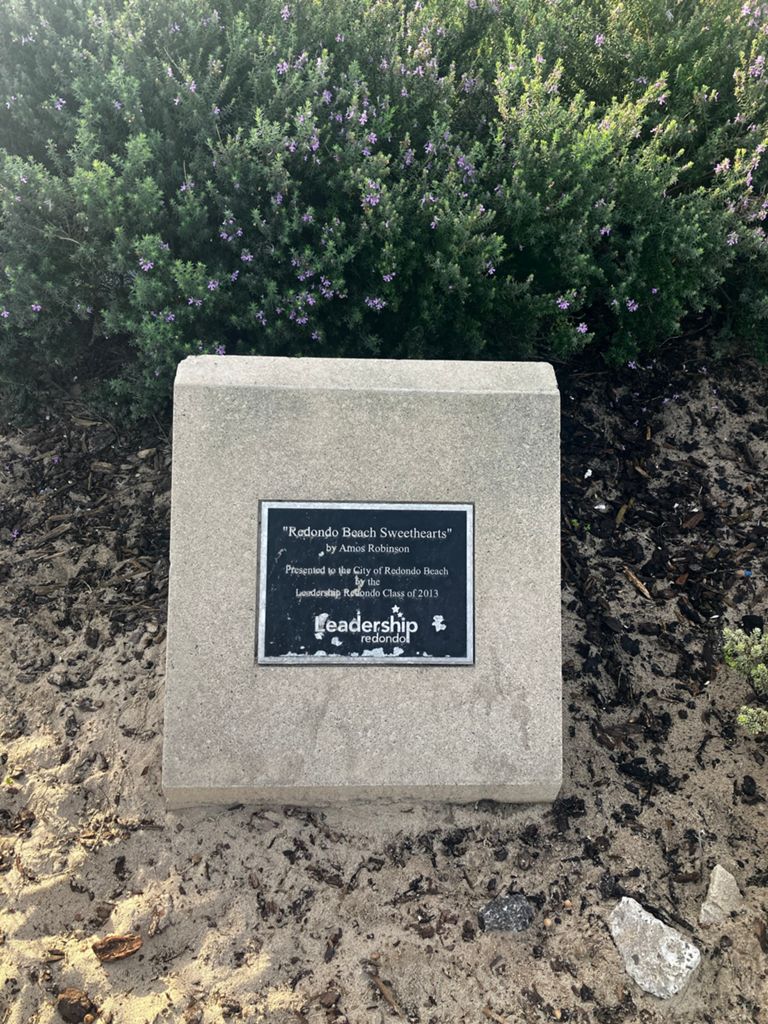 "Redondo Beach Sweethearts"
by Amos Robinson
Presented to the City of Redondo Beach
by the
Leadership Redondo Class of 2013
Leadership
redondo